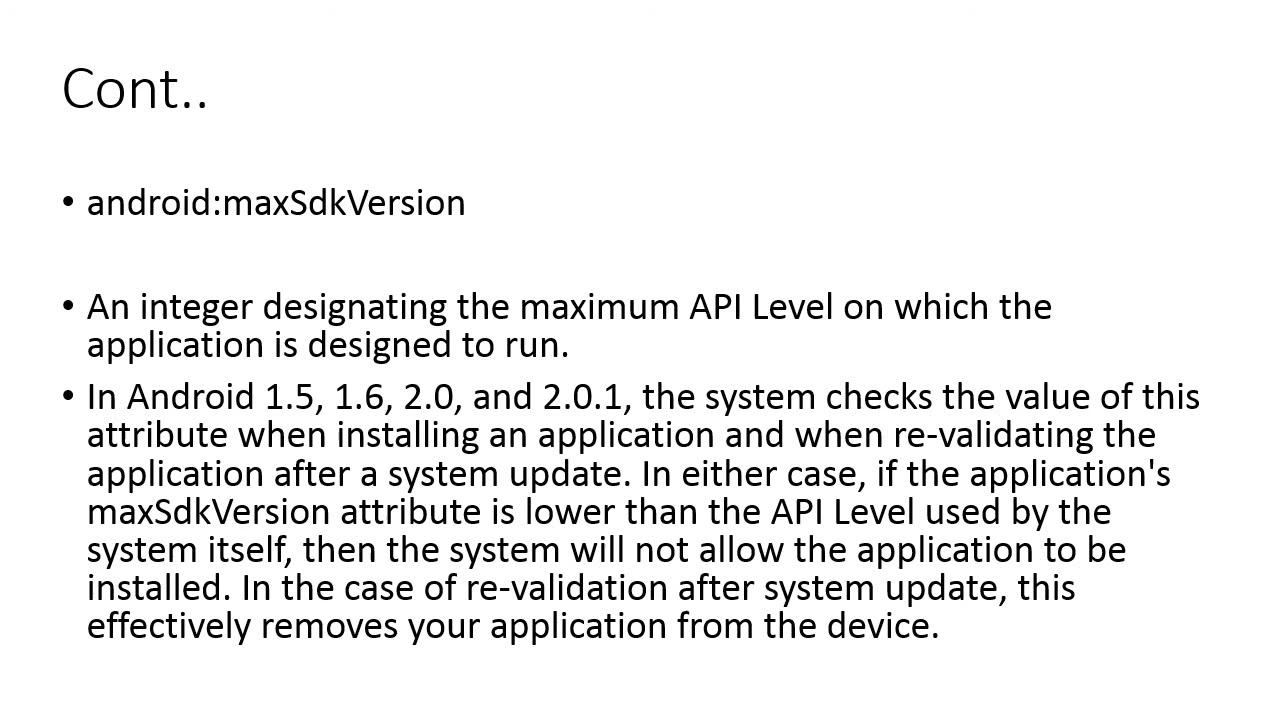 Cont..
• android:maxSdkVersion
• An integer designating the maximum API Level on which the
application is designed to run.
• In Android 1.5, 1.6, 2.0, and 2.0.1, the system checks the value of this
attribute when installing an application and when re-validating the
application after a system update. In either case, if the application's
maxSdkVersion attribute is lower than the API Level used by the
system itself, then the system will not allow the application to be
installed. In the case of re-validation after system update, this
effectively removes your application from the device.